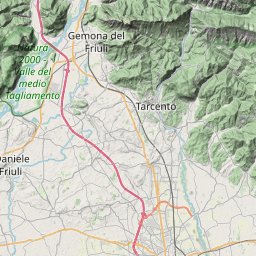 Gemona del
Friuli
Natura
2000 -
Valle del
medio
Tagliamento
Tarcento
Daniele
Friuli